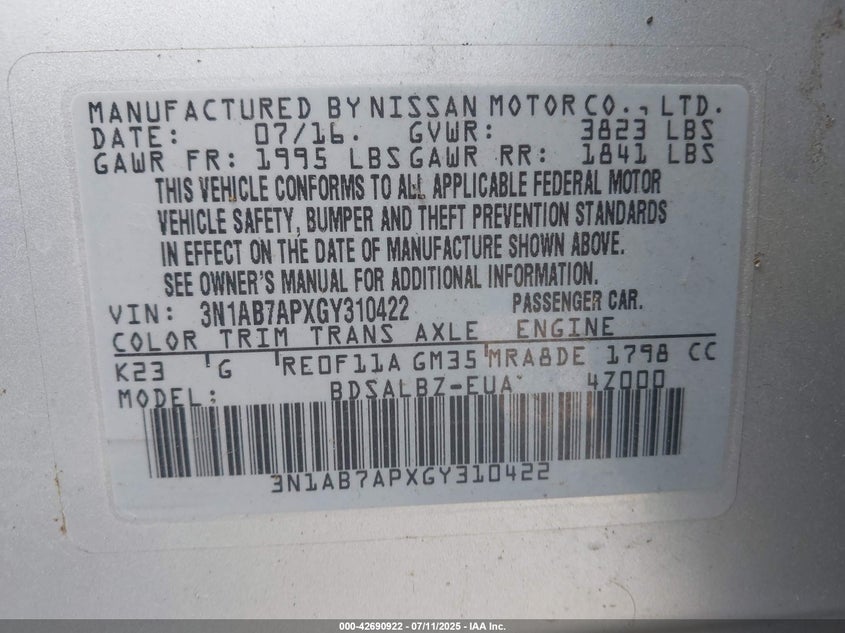 MANUFACTURED BY NISSAN MOTOR CO., LTD.
DATE: 07/16. GVWR: 3823 LBS
GAWR FR: 1995 LBS GAWR RR: 1841 LBS
THIS VEHICLE CONFORMS TO ALL APPLICABLE FEDERAL MOTOR
VEHICLE SAFETY, BUMPER AND THEFT PREVENTION STANDARDS
IN EFFECT ON THE DATE OF MANUFACTURE SHOWN ABOVE.
SEE OWNER'S MANUAL FOR ADDITIONAL INFORMATION.
VIN: 3N1AB7APXGY310422 PASSENGER CAR.
COLOR TRIM TRANS AXLE ENGINE
K23 G RE0F11A GM35 MRA8DE 1798 CC
MODEL: BDSALBZ-EUA 4Z000
3N1AB7APXGY310422
000-42690922 - 07/11/2025 - IAA Inc.